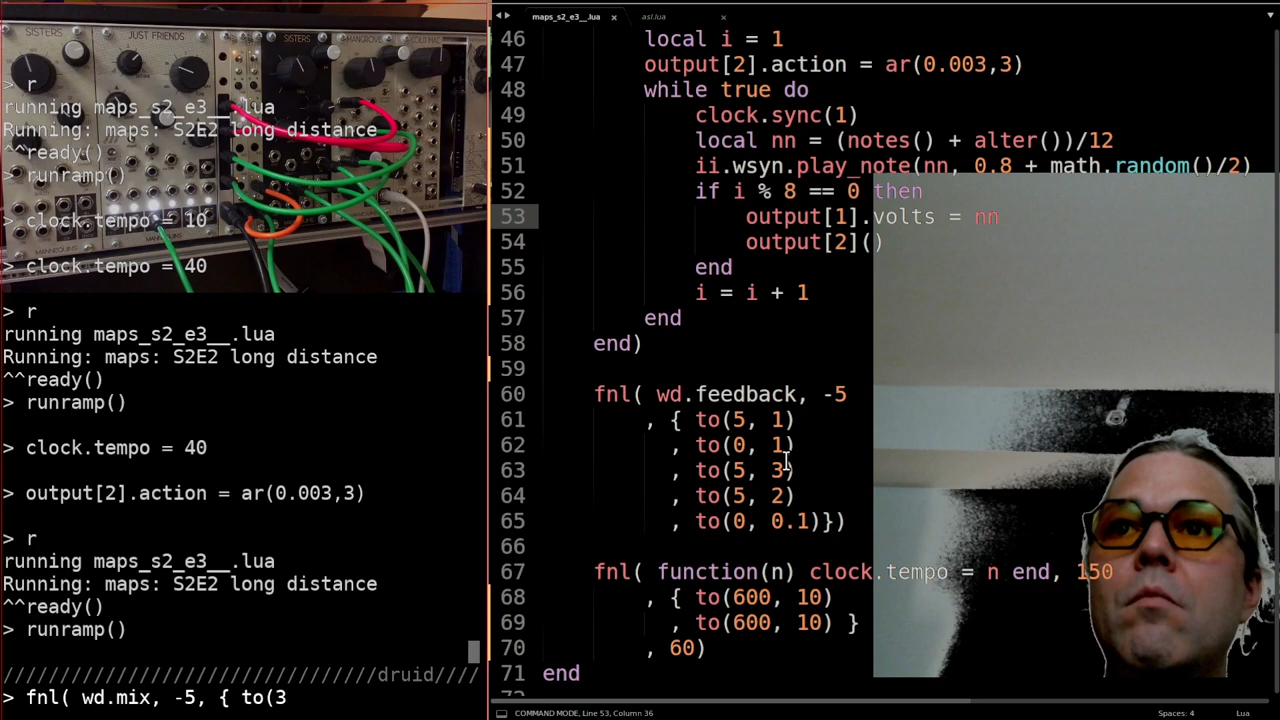 SISTERS
JUST FRIENDS
SISTERS
MANGROVE
COLD MAC
> r
running maps_s2_e3__.lua
Running: maps: S2E2 long distance
^^ready()
> runramp()
> clock.tempo = 10
MANNEQUINS
> clock.tempo = 40
> r
running maps_s2_e3__.lua
Running: maps: S2E2 long distance
^^ready()
> runramp()
> clock.tempo = 40
> output[2].action = ar(0.003,3)
> r
running maps_s2_e3__.lua
Running: maps: S2E2 long distance
^^ready()
> runramp()
/////////////////////////////////druid////
> fnl( wd.mix, -5, { to(3
maps_s2_e3__.lua × asl.lua ×
46 local i = 1
47 output[2].action = ar(0.003,3)
48 while true do
49 clock.sync(1)
50 local nn = (notes() + alter())/12
51 ii.wsyn.play_note(nn, 0.8 + math.random()/2)
52 if i % 8 == 0 then
53 output[1].volts = nn
54 output[2]()
55 end
56 i = i + 1
57 end
58 end)
59
60 fnl( wd.feedback, -5
61 , { to(5, 1)
62 , to(0, 1)
63 , to(5, 3)
64 , to(5, 2)
65 , to(0, 0.1)})
66
67 fnl( function(n) clock.tempo = n end, 150
68 , { to(600, 10)
69 , to(600, 10) }
70 , 60)
71 end
COMMAND MODE, Line 53, Column 36
Spaces: 4
Lua